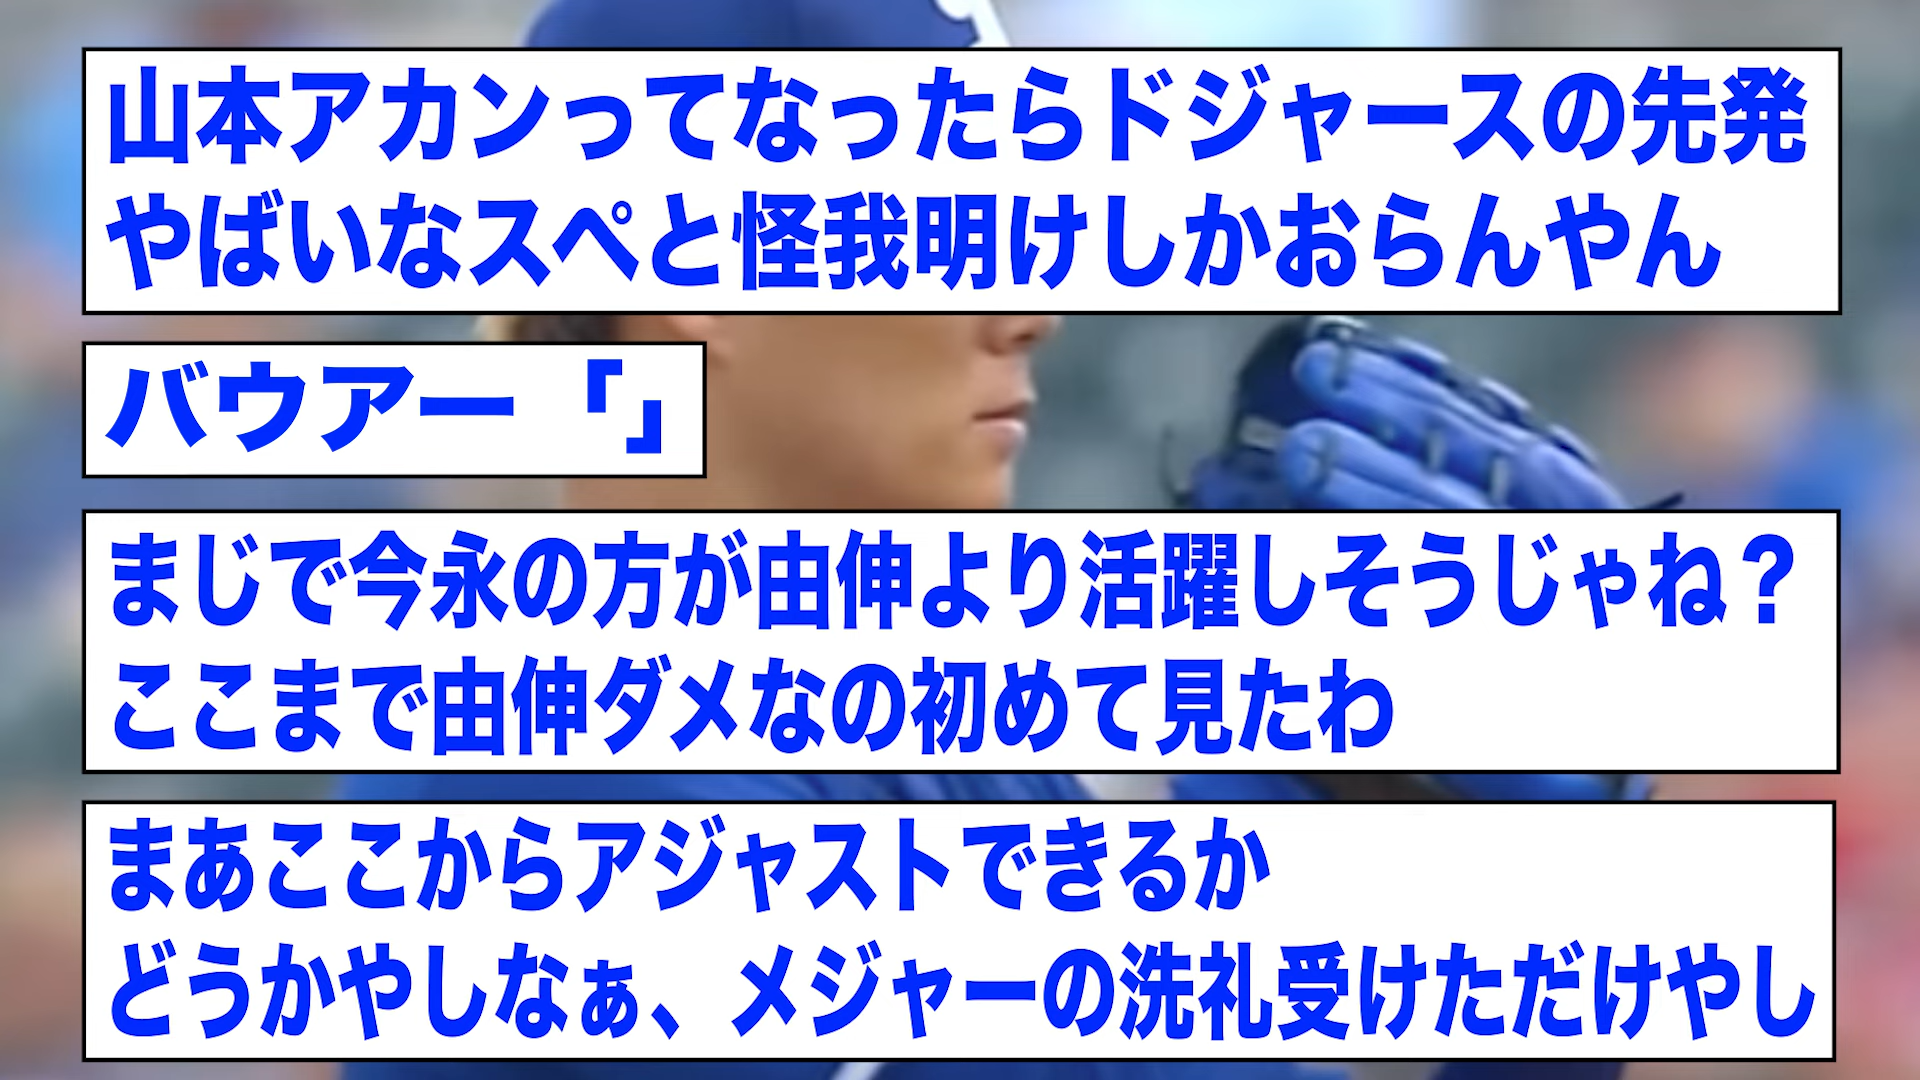 山本アカンってなったらドジャースの先発
やばいなスペと怪我明けしかおらんやん
バウアー「」
まじで今永の方が由伸より活躍しそうじゃね？
ここまで由伸ダメなの初めて見たわ
まあここからアジャストできるか
どうかやしなぁ、メジャーの洗礼受けただけやし